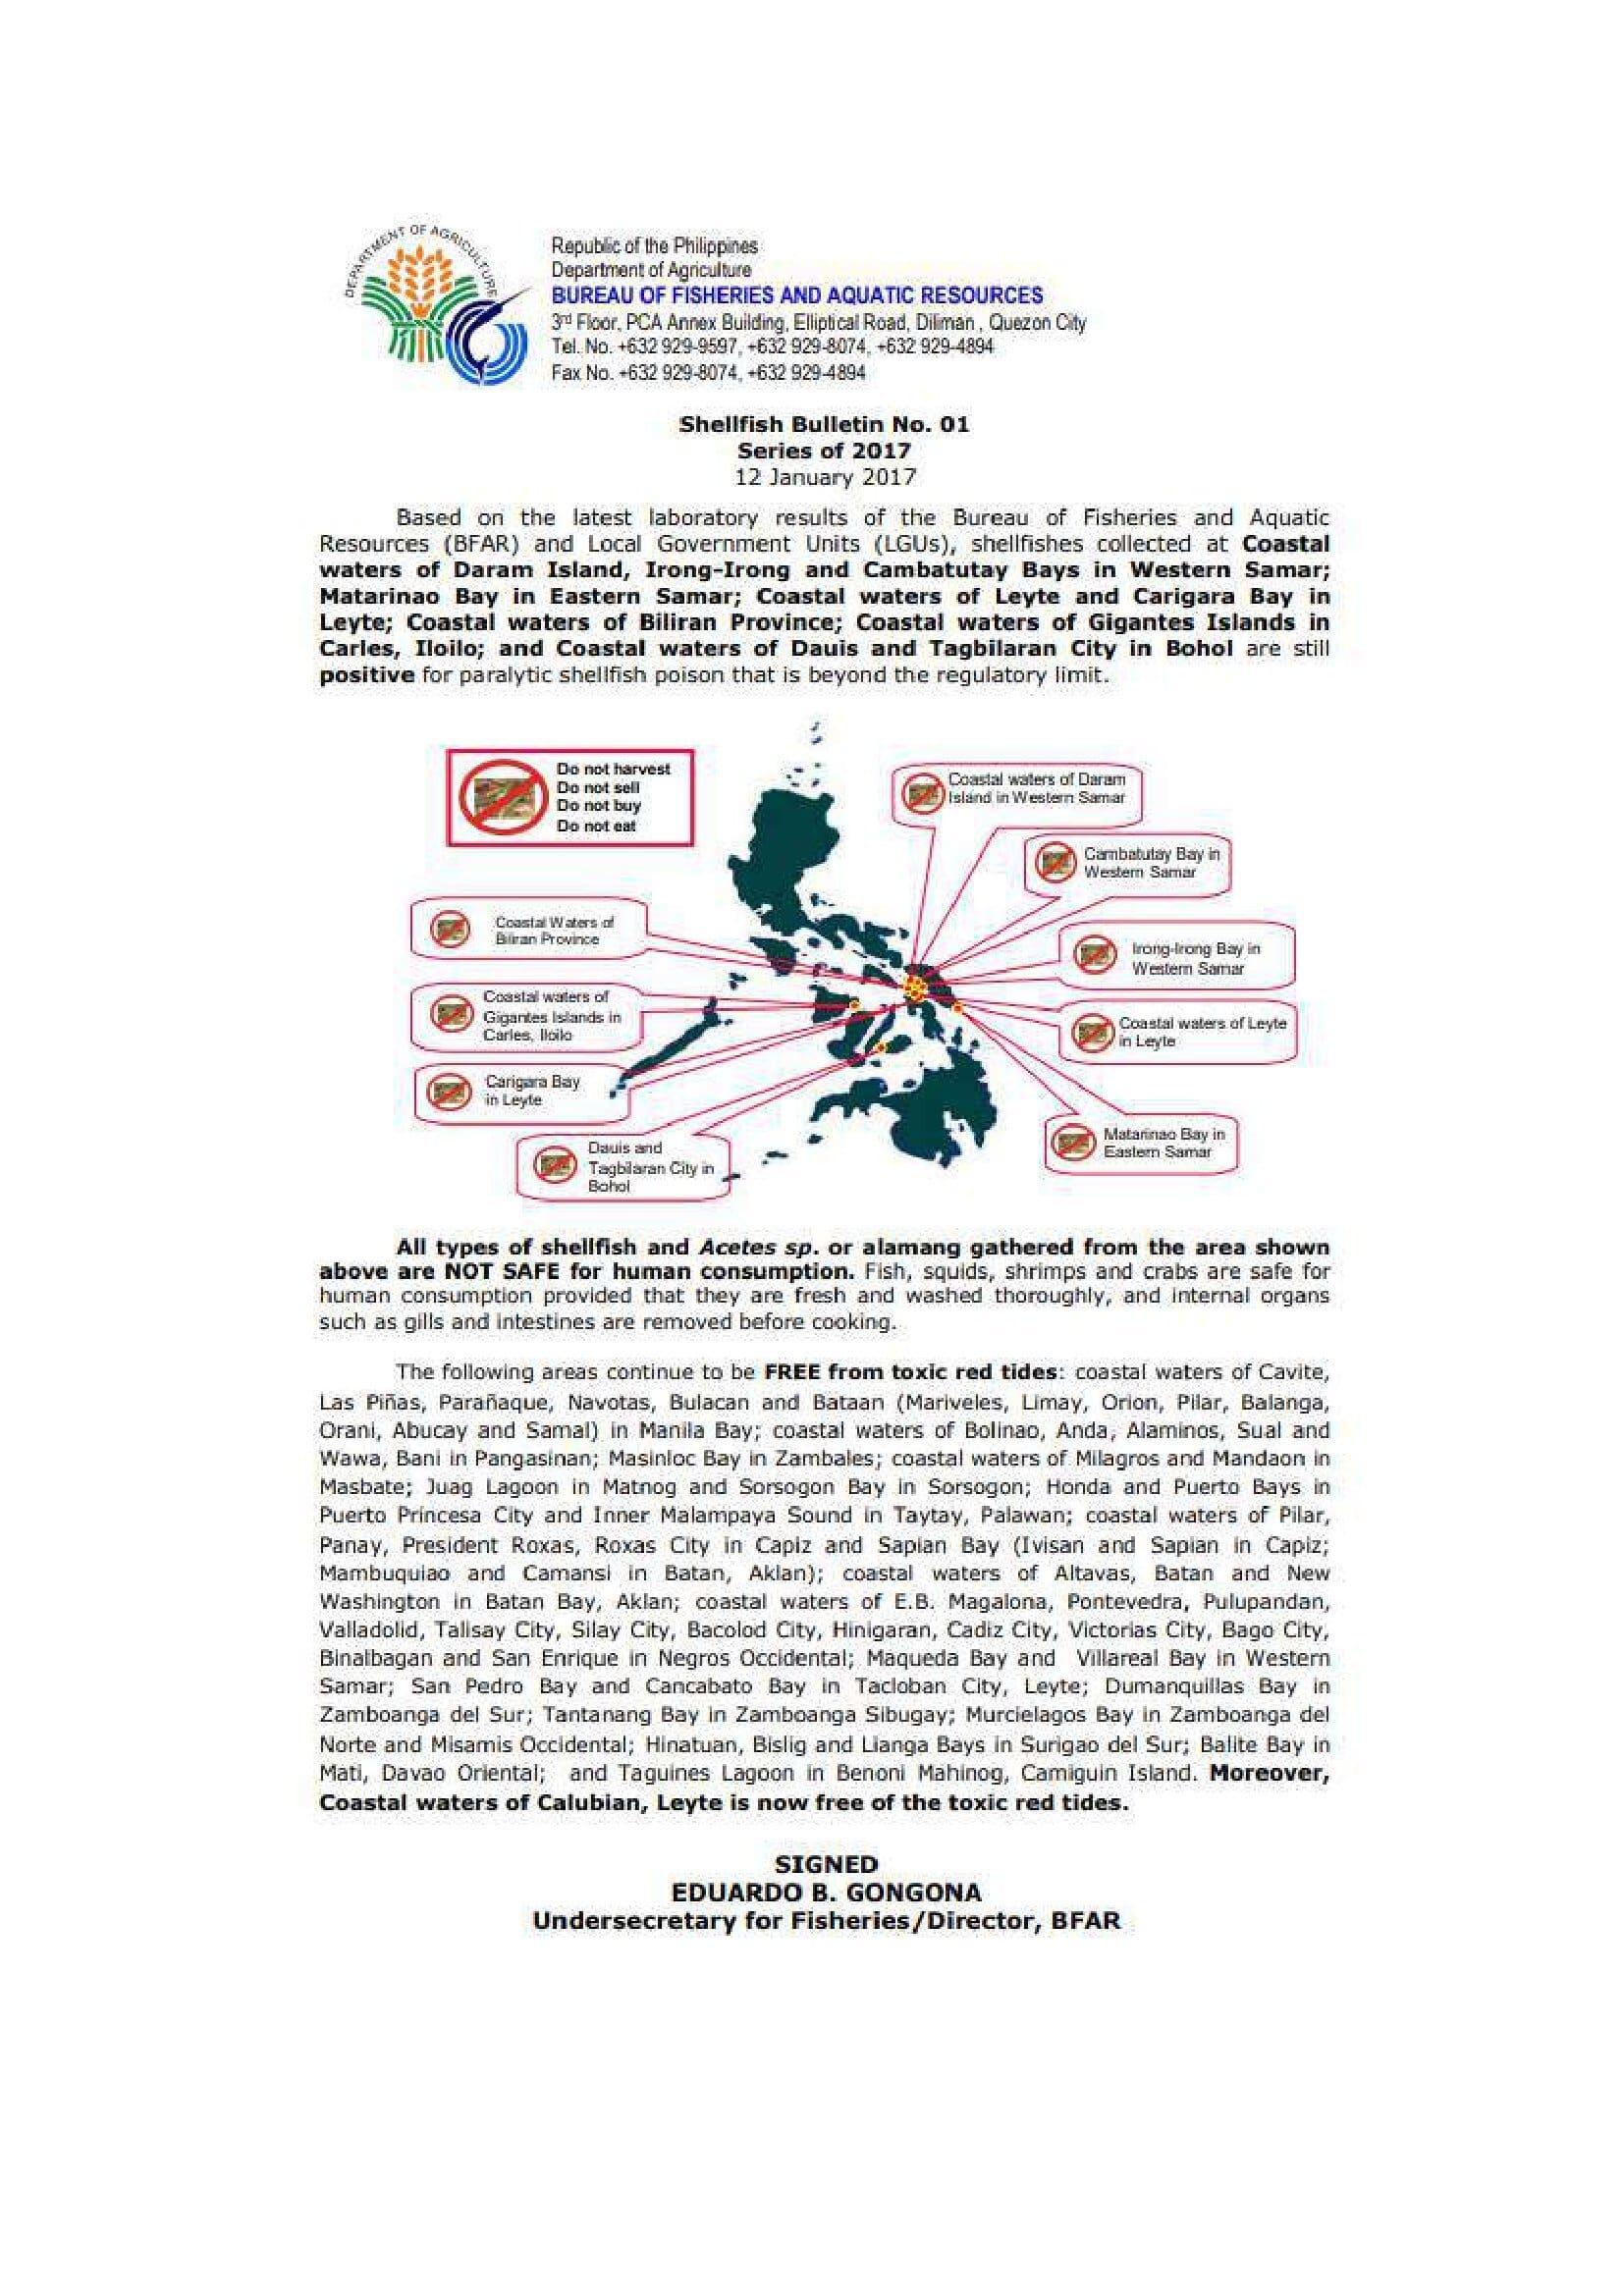 DEPARTMENT OF AGRICULTURE
Republic of the Philippines
Department of Agriculture
BUREAU OF FISHERIES AND AQUATIC RESOURCES
3rd Floor, PCA Annex Building, Elliptical Road, Diliman , Quezon City
Tel. No. +632 929-9597, +632 929-8074, +632 929-4894
Fax No. +632 929-8074, +632 929-4894
Shellfish Bulletin No. 01
Series of 2017
12 January 2017
Based on the latest laboratory results of the Bureau of Fisheries and Aquatic
Resources (BFAR) and Local Government Units (LGUs), shellfishes collected at Coastal
waters of Daram Island, Irong-Irong and Cambatutay Bays in Western Samar;
Matarinao Bay in Eastern Samar; Coastal waters of Leyte and Carigara Bay in
Leyte; Coastal waters of Biliran Province; Coastal waters of Gigantes Islands in
Carles, Iloilo; and Coastal waters of Dauis and Tagbilaran City in Bohol are still
positive for paralytic shellfish poison that is beyond the regulatory limit.
Do not harvest
Do not sell
Do not buy
Do not eat
Coastal waters of Daram
Island in Western Samar
Cambatutay Bay in
Western Samar
Coastal Waters of
Biliran Province
Irong-Irong Bay in
Western Samar
Coastal waters of
Gigantes Islands in
Carles, Iloilo
Coastal waters of Leyte
in Leyte
Carigara Bay
in Leyte
Matarinao Bay in
Eastern Samar
Dauis and
Tagbilaran City in
Bohol
All types of shellfish and Acetes sp. or alamang gathered from the area shown
above are NOT SAFE for human consumption. Fish, squids, shrimps and crabs are safe for
human consumption provided that they are fresh and washed thoroughly, and internal organs
such as gills and intestines are removed before cooking.
The following areas continue to be FREE from toxic red tides: coastal waters of Cavite,
Las Piñas, Parañaque, Navotas, Bulacan and Bataan (Mariveles, Limay, Orion, Pilar, Balanga,
Orani, Abucay and Samal) in Manila Bay; coastal waters of Bolinao, Anda, Alaminos, Sual and
Wawa, Bani in Pangasinan; Masinloc Bay in Zambales; coastal waters of Milagros and Mandaon in
Masbate; Juag Lagoon in Matnog and Sorsogon Bay in Sorsogon; Honda and Puerto Bays in
Puerto Princesa City and Inner Malampaya Sound in Taytay, Palawan; coastal waters of Pilar,
Panay, President Roxas, Roxas City in Capiz and Sapian Bay (Ivisan and Sapian in Capiz;
Mambuquiao and Camansi in Batan, Aklan); coastal waters of Altavas, Batan and New
Washington in Batan Bay, Aklan; coastal waters of E.B. Magalona, Pontevedra, Pulupandan,
Valladolid, Talisay City, Silay City, Bacolod City, Hinigaran, Cadiz City, Victorias City, Bago City,
Binalbagan and San Enrique in Negros Occidental; Maqueda Bay and Villareal Bay in Western
Samar; San Pedro Bay and Cancabato Bay in Tacloban City, Leyte; Dumanquillas Bay in
Zamboanga del Sur; Tantanang Bay in Zamboanga Sibugay; Murcielagos Bay in Zamboanga del
Norte and Misamis Occidental; Hinatuan, Bislig and Lianga Bays in Surigao del Sur; Balite Bay in
Mati, Davao Oriental; and Taguines Lagoon in Benoni Mahinog, Camiguin Island. Moreover,
Coastal waters of Calubian, Leyte is now free of the toxic red tides.
SIGNED
EDUARDO B. GONGONA
Undersecretary for Fisheries/Director, BFAR